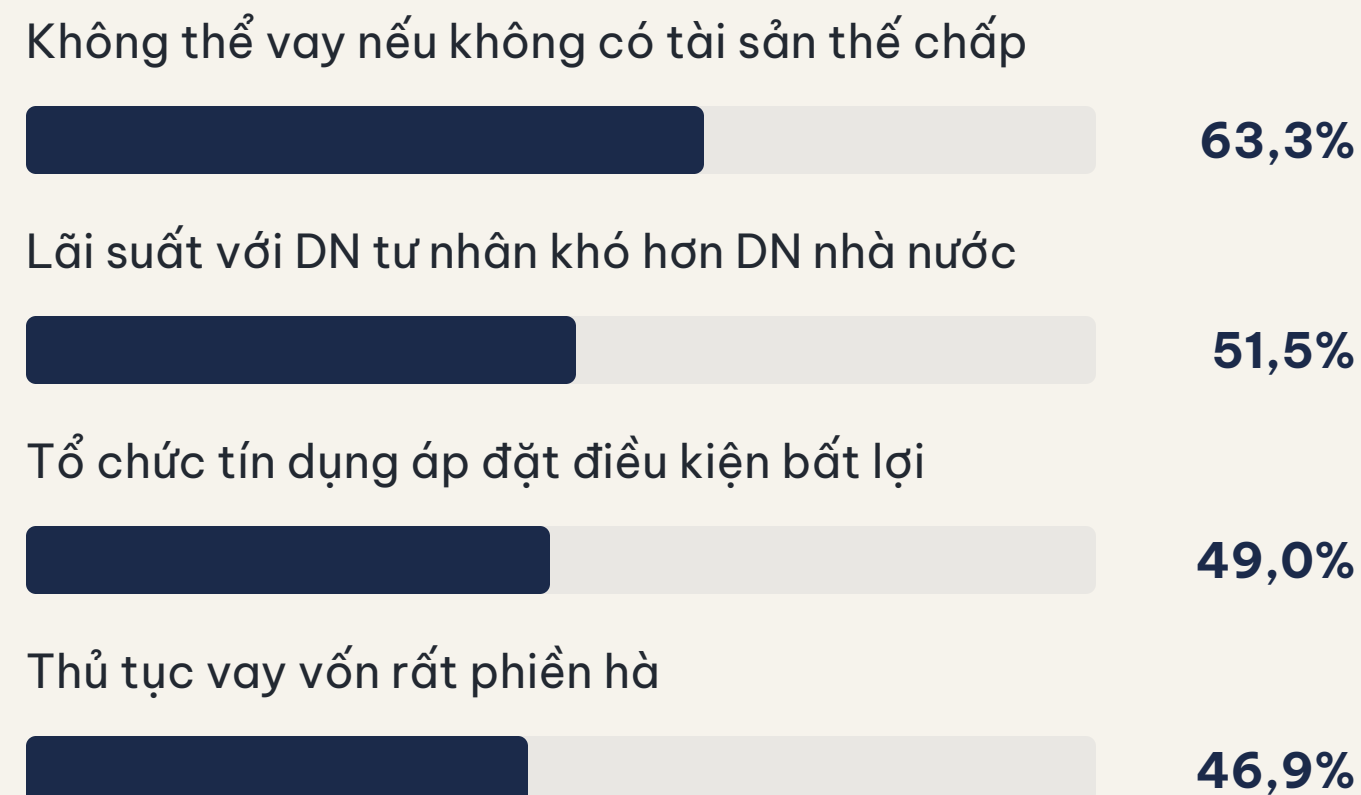 Không thể vay nếu không có tài sản thế chấp
63,3%
Lãi suất với DN tư nhân khó hơn DN nhà nước
51,5%
Tổ chức tín dụng áp đặt điều kiện bất lợi
49,0%
Thủ tục vay vốn rất phiền hà
46,9%